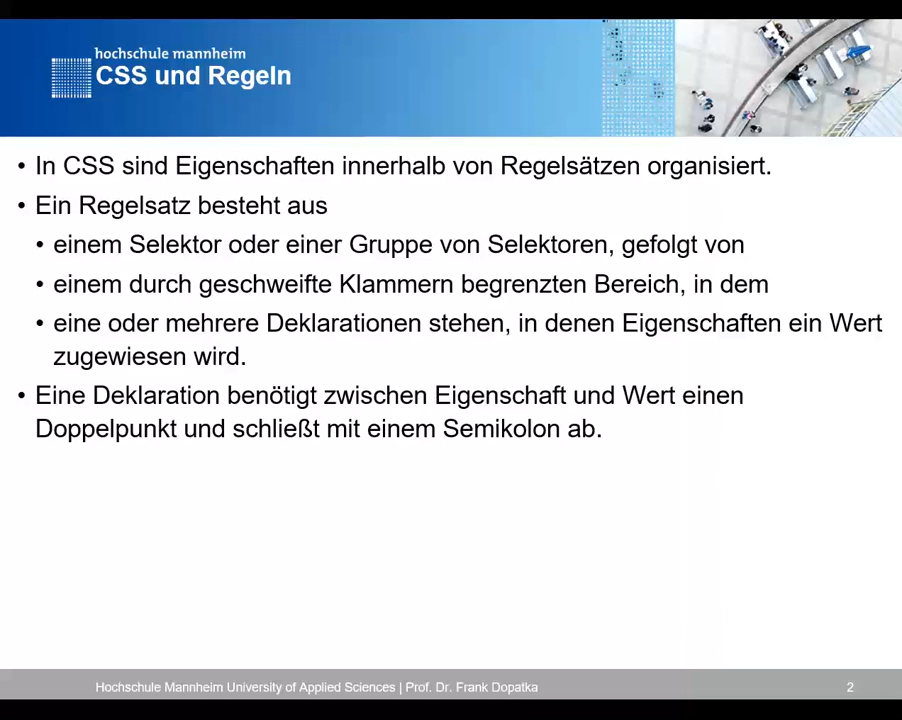 hochschule mannheim
CSS und Regeln
• In CSS sind Eigenschaften innerhalb von Regelsätzen organisiert.
• Ein Regelsatz besteht aus
• einem Selektor oder einer Gruppe von Selektoren, gefolgt von
• einem durch geschweifte Klammern begrenzten Bereich, in dem
• eine oder mehrere Deklarationen stehen, in denen Eigenschaften ein Wert
zugewiesen wird.
• Eine Deklaration benötigt zwischen Eigenschaft und Wert einen
Doppelpunkt und schließt mit einem Semikolon ab.
Hochschule Mannheim University of Applied Sciences | Prof. Dr. Frank Dopatka 2